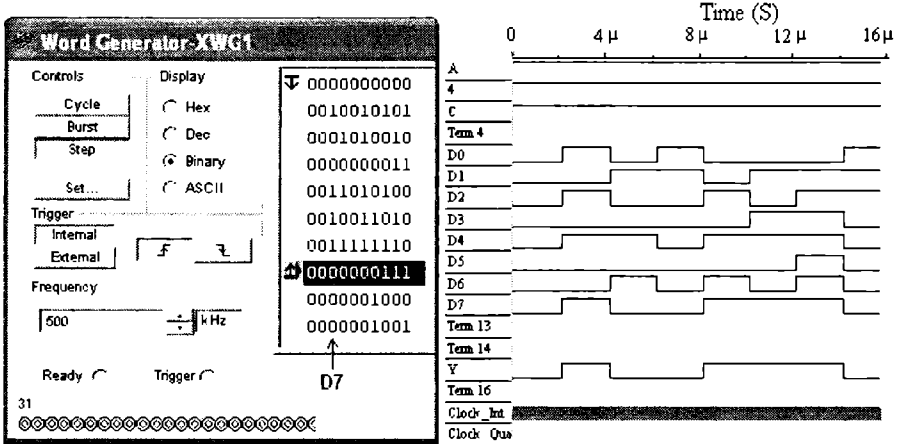 Word Generator-XWG1
Controls
Cycle
Burst
Step
Set...
Display
Hex
Dec
Binary
ASCII
Trigger
Internal
External
Frequency
500
kHz
Ready
Trigger
31
0000000000
0010010101
0001010010
0000000011
0011010100
0010011010
0011111110
0000000111
0000001000
0000001001
D7
Time (S)
0 4μ 8μ 12μ 16μ
A
4
C
Term 4
D0
D1
D2
D3
D4
D5
D6
D7
Term 13
Term 14
Y
Term 16
Clock_Int
Clock_Qua